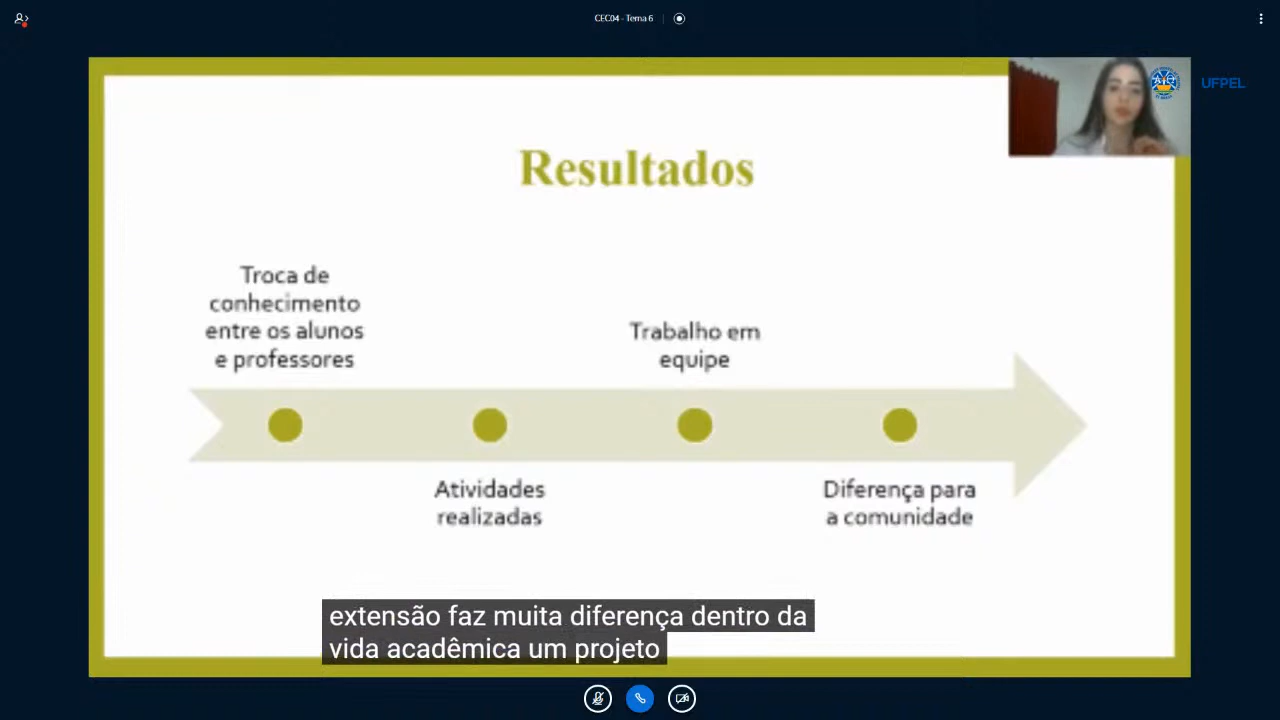 CEC04 - Tema 6
UFPEL
Resultados
Troca de
conhecimento
entre os alunos
e professores
Trabalho em
equipe
Atividades
realizadas
Diferença para
a comunidade
extensão faz muita diferença dentro da
vida acadêmica um projeto